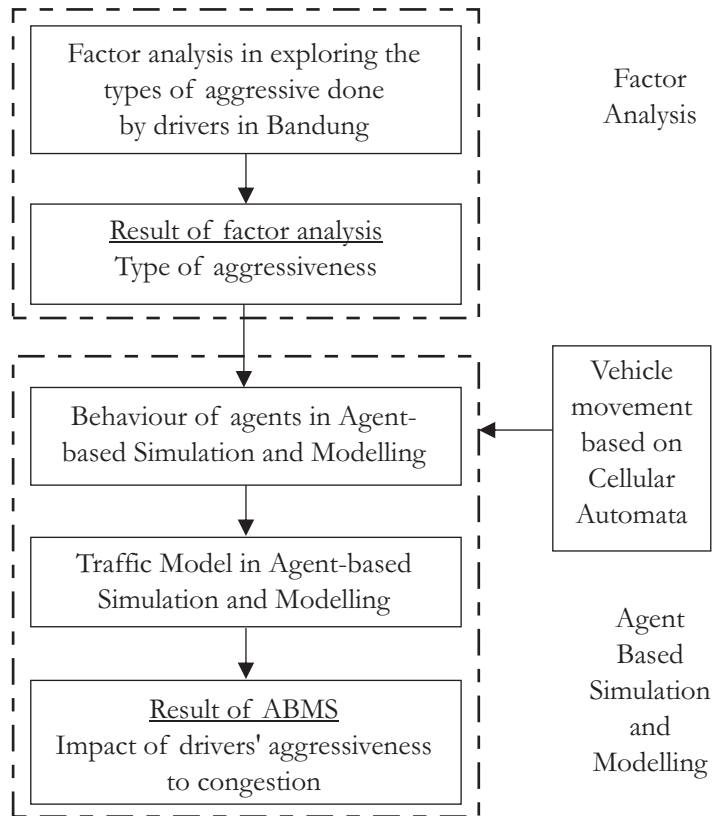 Factor analysis in exploring the
types of aggressive done
by drivers in Bandung
Factor
Analysis
Result of factor analysis
Type of aggressiveness
Behaviour of agents in Agent-
based Simulation and Modelling
Vehicle
movement
based on
Cellular
Automata
Traffic Model in Agent-based
Simulation and Modelling
Agent
Based
Simulation
and
Modelling
Result of ABMS
Impact of drivers' aggressiveness
to congestion